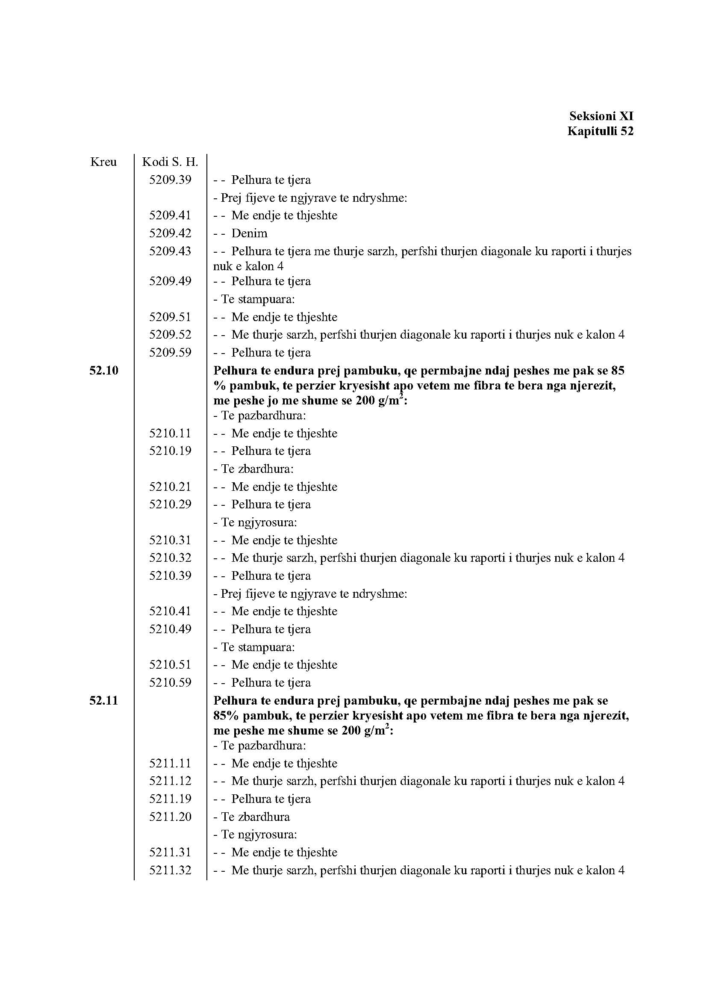 Seksioni XI
Kapitulli 52
Kreu Kodi S. H.
5209.39 - - Pelhura te tjera
- Prej fijeve te ngjyrave te ndryshme:
5209.41 - - Me endje te thjeshte
5209.42 - - Denim
5209.43 - - Pelhura te tjera me thurje sarzh, perfshi thurjen diagonale ku raporti i thurjes
nuk e kalon 4
5209.49 - - Pelhura te tjera
- Te stampuara:
5209.51 - - Me endje te thjeshte
5209.52 - - Me thurje sarzh, perfshi thurjen diagonale ku raporti i thurjes nuk e kalon 4
5209.59 - - Pelhura te tjera
52.10 Pelhura te endura prej pambuku, qe permbajne ndaj peshes me pak se 85
% pambuk, te perzier kryesisht apo vetem me fibra te bera nga njerezit,
me peshe jo me shume se 200 g/m²:
- Te pazbardhura:
5210.11 - - Me endje te thjeshte
5210.19 - - Pelhura te tjera
- Te zbardhura:
5210.21 - - Me endje te thjeshte
5210.29 - - Pelhura te tjera
- Te ngjyrosura:
5210.31 - - Me endje te thjeshte
5210.32 - - Me thurje sarzh, perfshi thurjen diagonale ku raporti i thurjes nuk e kalon 4
5210.39 - - Pelhura te tjera
- Prej fijeve te ngjyrave te ndryshme:
5210.41 - - Me endje te thjeshte
5210.49 - - Pelhura te tjera
- Te stampuara:
5210.51 - - Me endje te thjeshte
5210.59 - - Pelhura te tjera
52.11 Pelhura te endura prej pambuku, qe permbajne ndaj peshes me pak se
85% pambuk, te perzier kryesisht apo vetem me fibra te bera nga njerezit,
me peshe me shume se 200 g/m²:
- Te pazbardhura:
5211.11 - - Me endje te thjeshte
5211.12 - - Me thurje sarzh, perfshi thurjen diagonale ku raporti i thurjes nuk e kalon 4
5211.19 - - Pelhura te tjera
5211.20 - Te zbardhura
- Te ngjyrosura:
5211.31 - - Me endje te thjeshte
5211.32 - - Me thurje sarzh, perfshi thurjen diagonale ku raporti i thurjes nuk e kalon 4